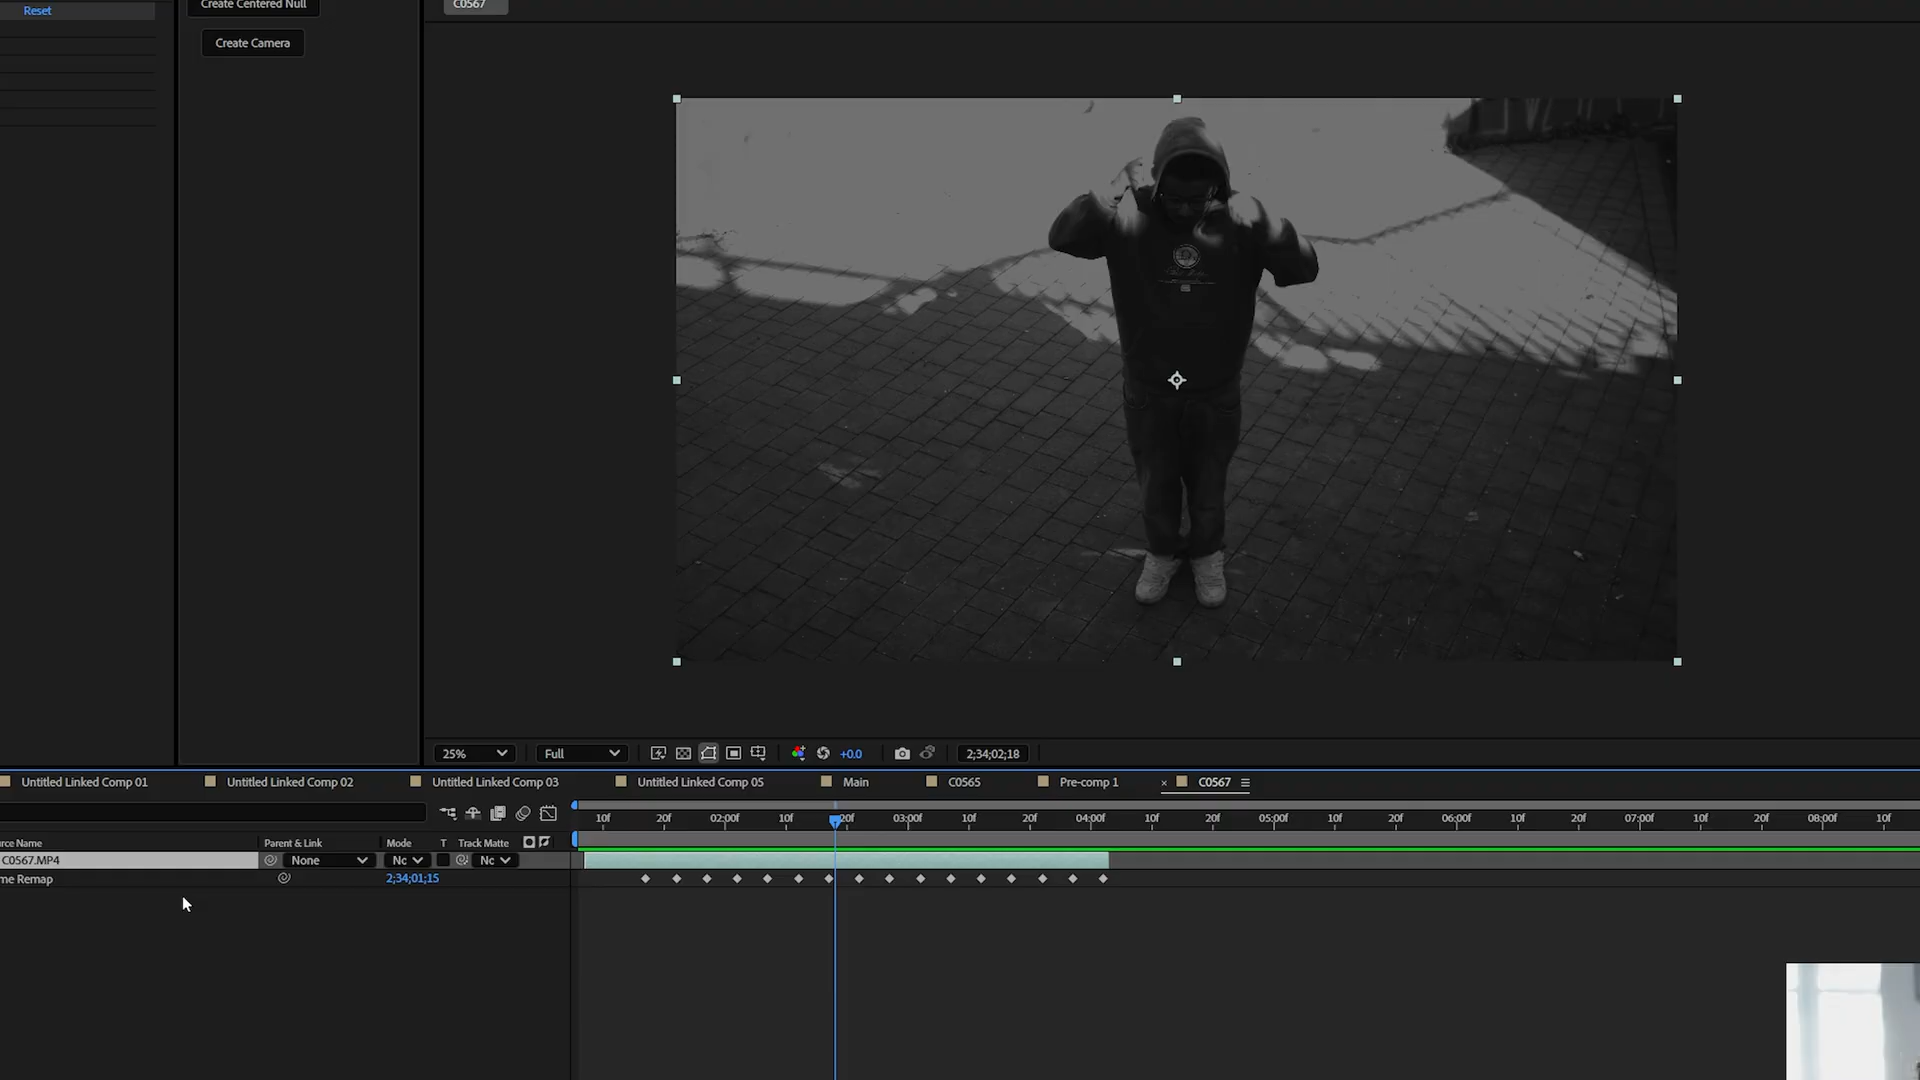 Reset
Create Centered Null
C0567
Create Camera
25%
Full
+0.0
2;34;02;18
Untitled Linked Comp 01
Untitled Linked Comp 02
Untitled Linked Comp 03
Untitled Linked Comp 05
Main
C0565
Pre-comp 1
C0567
10f 20f 02:00f 10f 20f 03:00f 10f 20f 04:00f 10f 20f 05:00f 10f 20f 06:00f 10f 20f 07:00f 10f 20f 08:00f 10f
rce Name Parent & Link Mode T Track Matte
C0567.MP4 None Nc Nc
me Remap 2;34;01;15